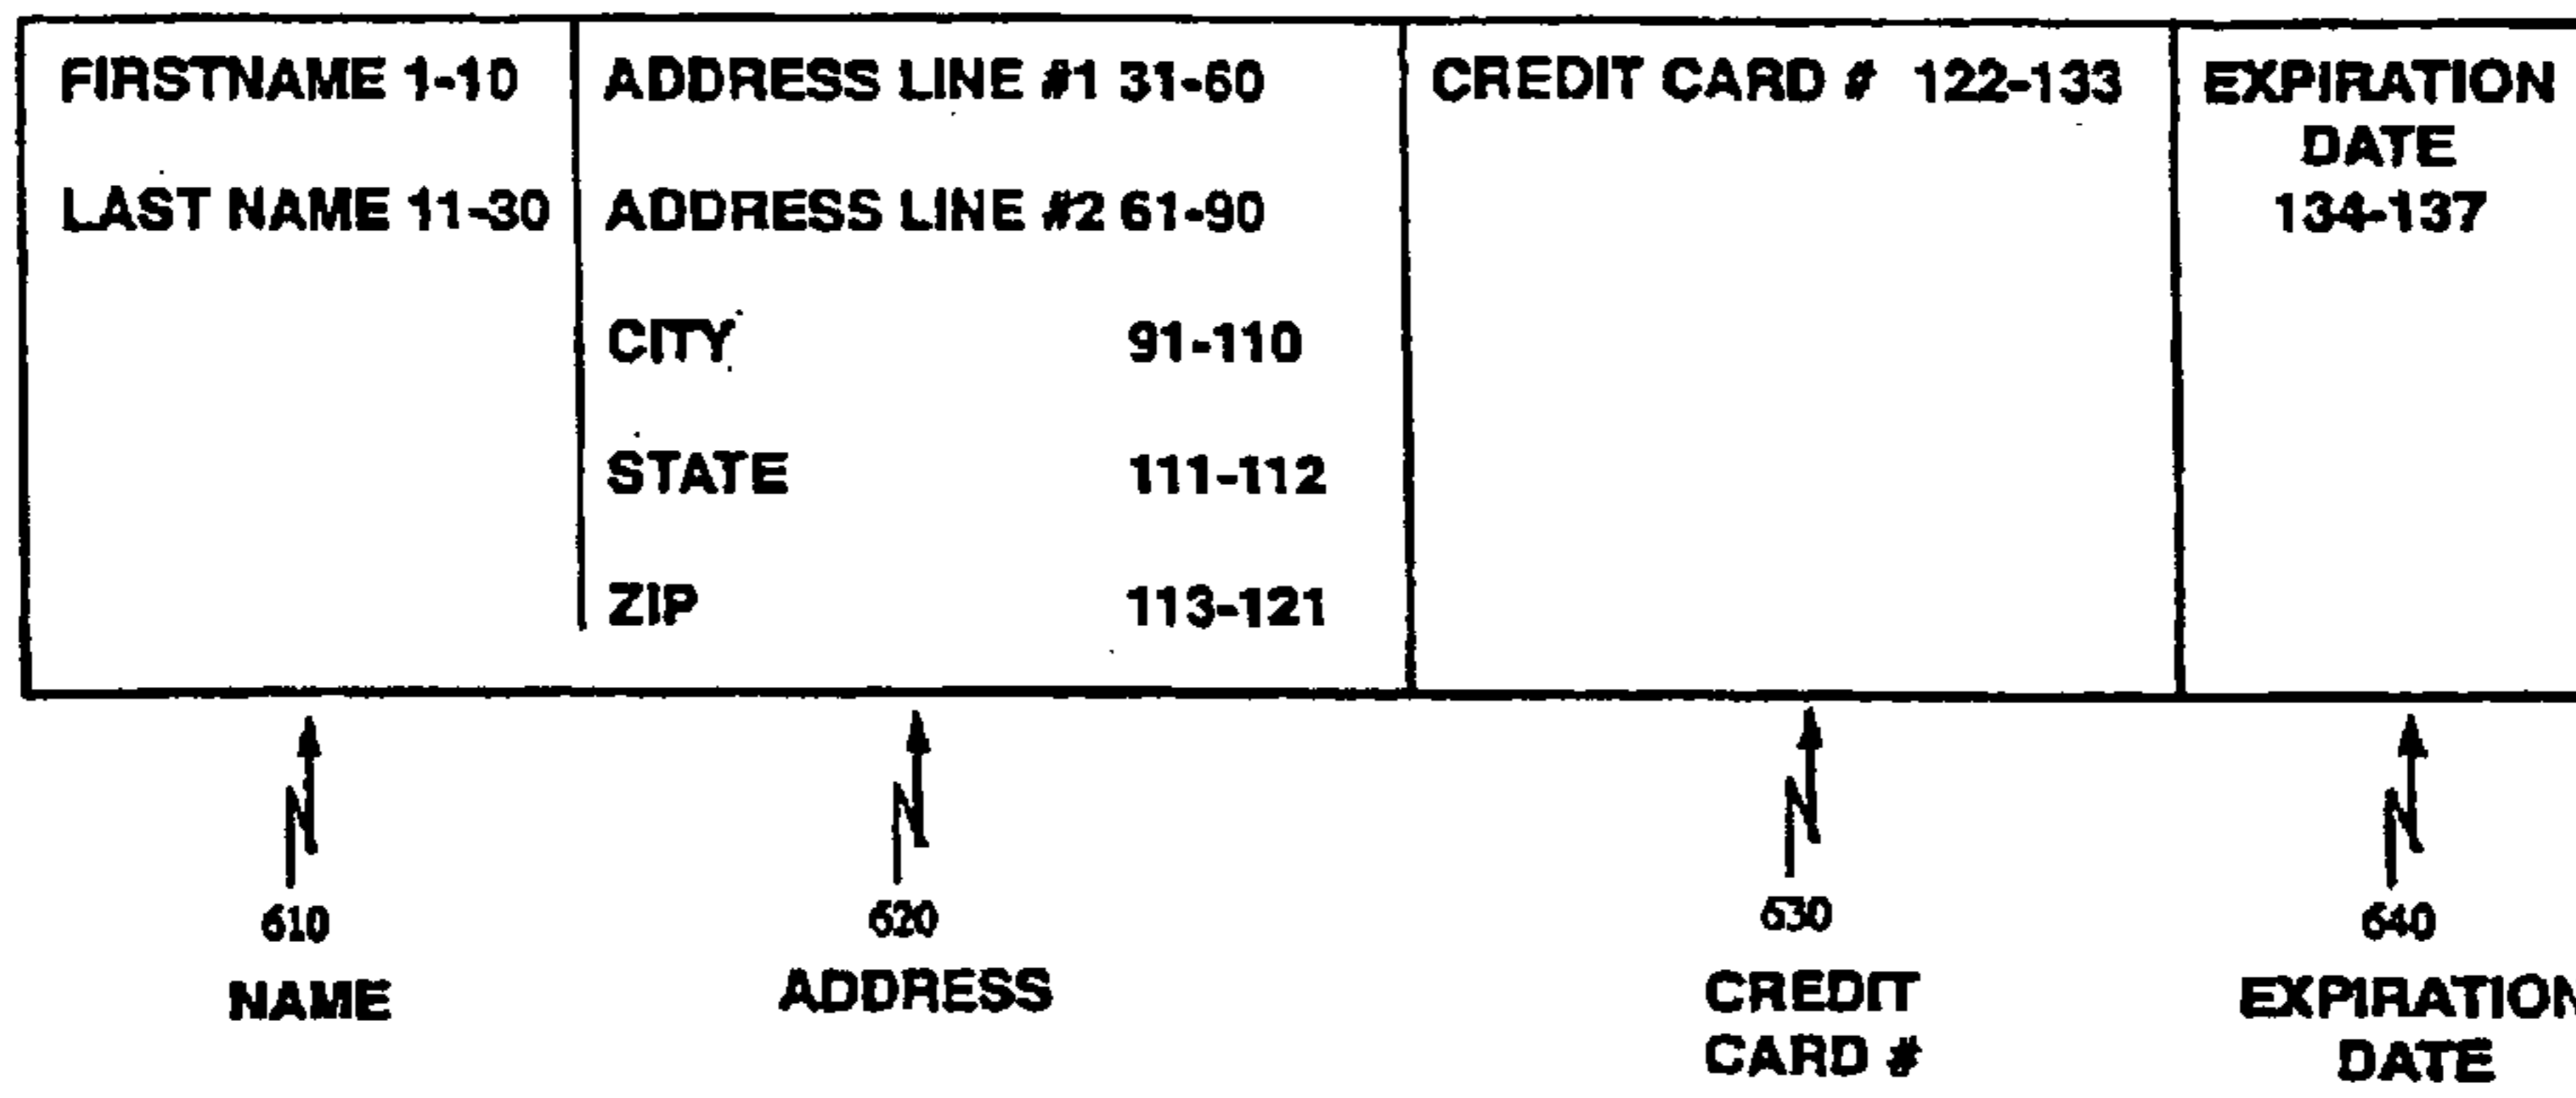 FIRSTNAME 1-10
LAST NAME 11-30
ADDRESS LINE #1 31-60
ADDRESS LINE #2 61-90
CITY 91-110
STATE 111-112
ZIP 113-121
CREDIT CARD # 122-133
EXPIRATION
DATE
134-137
610
NAME
620
ADDRESS
630
CREDIT
CARD #
640
EXPIRATION
DATE